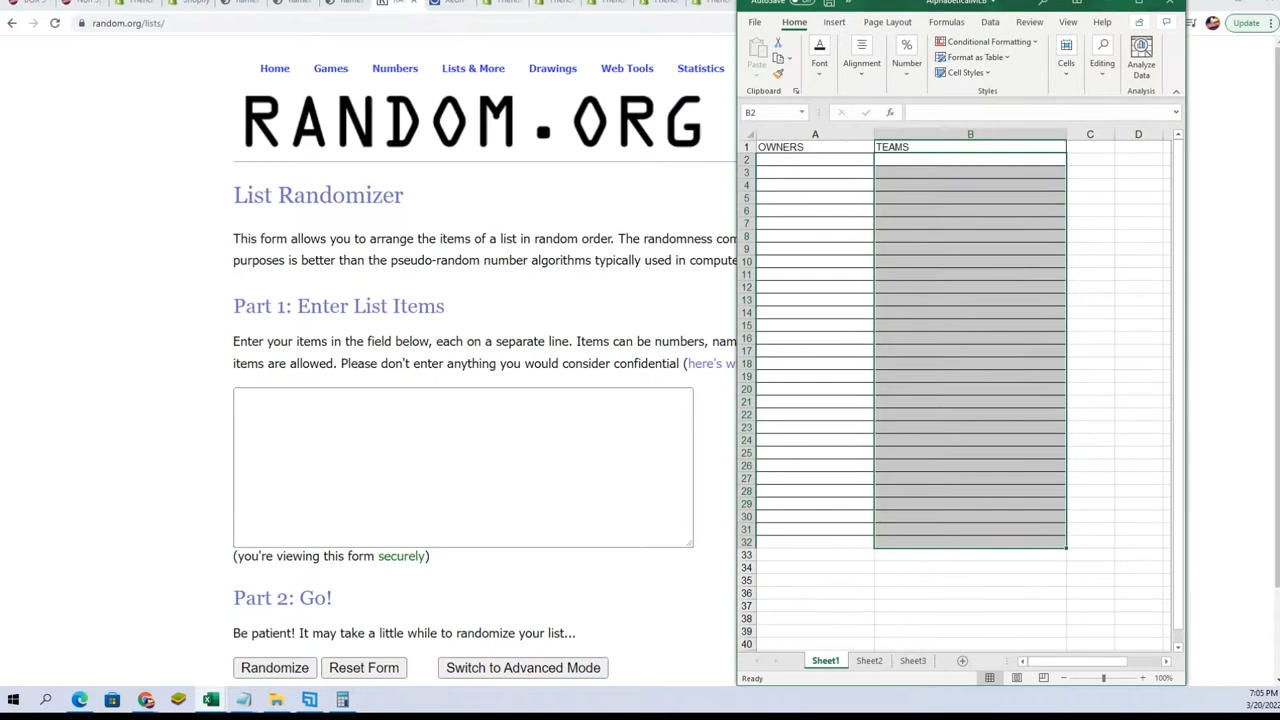 random.org/lists/
Update
Home Games Numbers Lists & More Drawings Web Tools Statistics
RANDOM.ORG
List Randomizer
This form allows you to arrange the items of a list in random order. The randomness com
purposes is better than the pseudo-random number algorithms typically used in compute
Part 1: Enter List Items
Enter your items in the field below, each on a separate line. Items can be numbers, nam
items are allowed. Please don't enter anything you would consider confidential (here's w
(you're viewing this form securely)
Part 2: Go!
Be patient! It may take a little while to randomize your list...
Randomize Reset Form Switch to Advanced Mode
File Home Insert Page Layout Formulas Data Review View Help
Paste Font Alignment Number Conditional Formatting Cells Editing Analyze
Format as Table Data
Cell Styles
Clipboard Styles Analysis
B2 fx
A B C D
1 OWNERS TEAMS
2
3
4
5
6
7
8
9
10
11
12
13
14
15
16
17
18
19
20
21
22
23
24
25
26
27
28
29
30
31
32
33
34
35
36
37
38
39
40
Sheet1 Sheet2 Sheet3
Ready 100%
7:05 PM